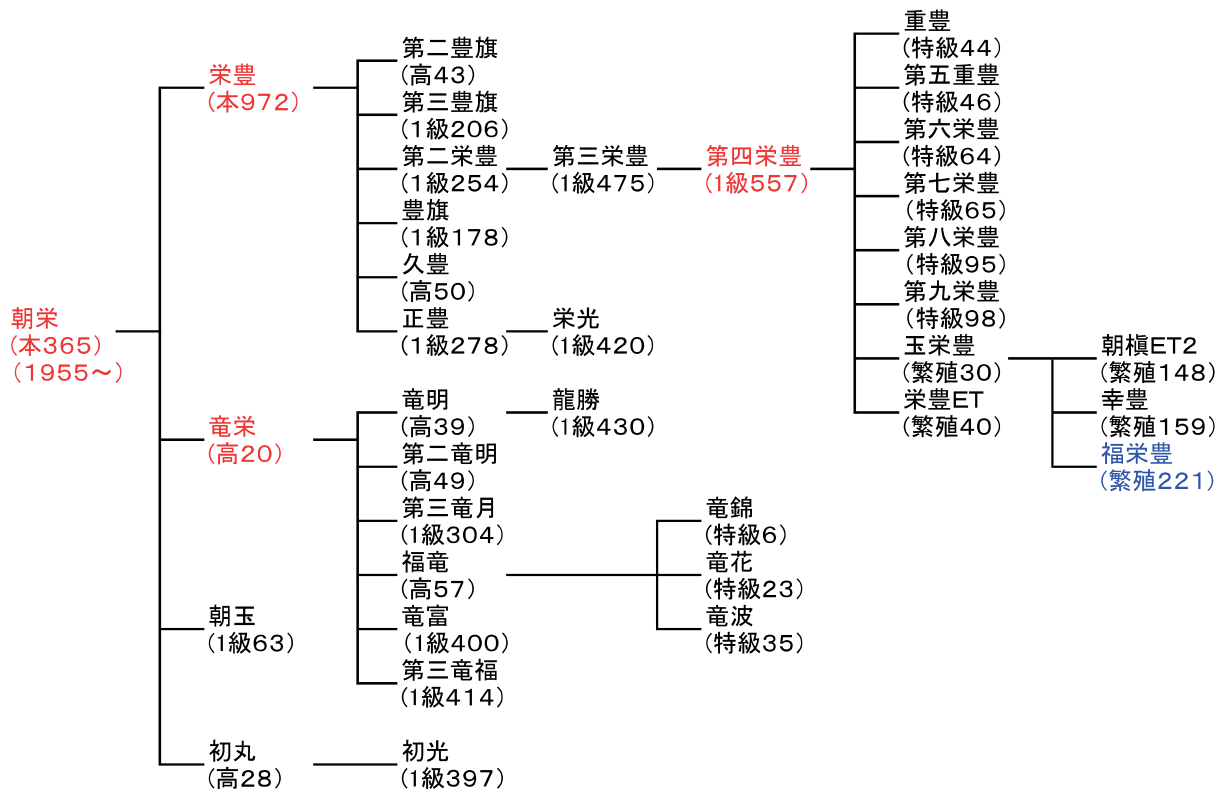 朝栄
(本365)
(1955～)
栄豊
(本972)
竜栄
(高20)
朝玉
(1級63)
初丸
(高28)
第二豊旗
(高43)
第三豊旗
(1級206)
第二栄豊
(1級254)
豊旗
(1級178)
久豊
(高50)
正豊
(1級278)
竜明
(高39)
第二竜明
(高49)
第三竜月
(1級304)
福竜
(高57)
竜富
(1級400)
第三竜福
(1級414)
初光
(1級397)
第三栄豊
(1級475)
栄光
(1級420)
龍勝
(1級430)
第四栄豊
(1級557)
竜錦
(特級6)
竜花
(特級23)
竜波
(特級35)
重豊
(特級44)
第五重豊
(特級46)
第六栄豊
(特級64)
第七栄豊
(特級65)
第八栄豊
(特級95)
第九栄豊
(特級98)
玉栄豊
(繁殖30)
栄豊ET
(繁殖40)
朝槇ET2
(繁殖148)
幸豊
(繁殖159)
福栄豊
(繁殖221)